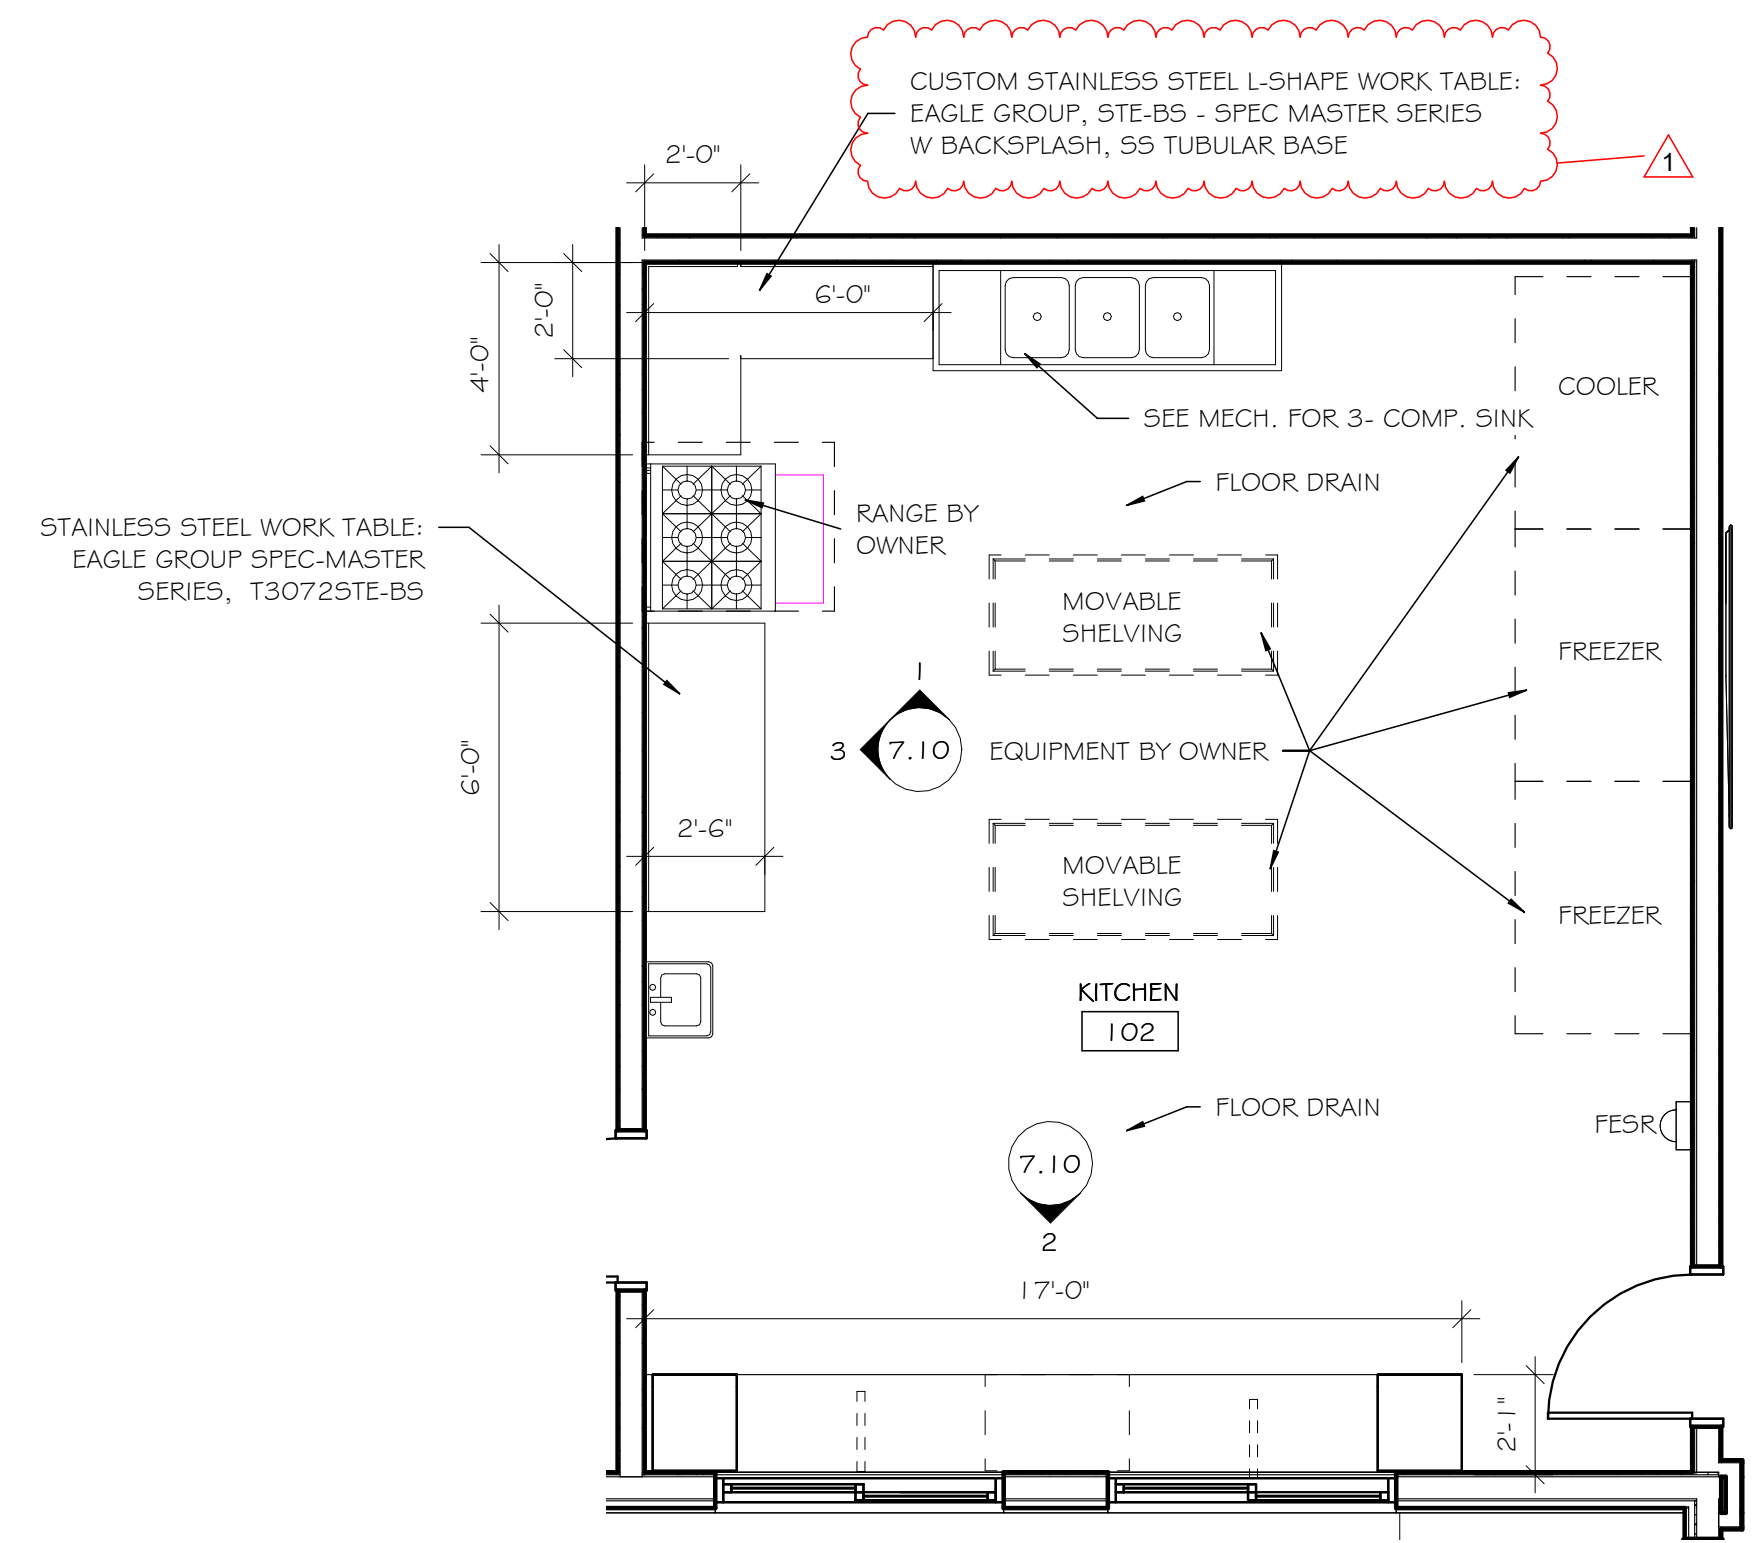 CUSTOM STAINLESS STEEL L-SHAPE WORK TABLE:
EAGLE GROUP, STE-BS - SPEC MASTER SERIES
W BACKSPLASH, SS TUBULAR BASE
1
2'-0"
2'-0"
4'-0"
6'-0"
COOLER
SEE MECH. FOR 3- COMP. SINK
FLOOR DRAIN
RANGE BY
OWNER
STAINLESS STEEL WORK TABLE:
EAGLE GROUP SPEC-MASTER
SERIES, T3072STE-BS
MOVABLE
SHELVING
FREEZER
1
3
7.10
EQUIPMENT BY OWNER
6'-0"
2'-6"
MOVABLE
SHELVING
FREEZER
KITCHEN
102
FLOOR DRAIN
FESR
7.10
2
17'-0"
2'-1"